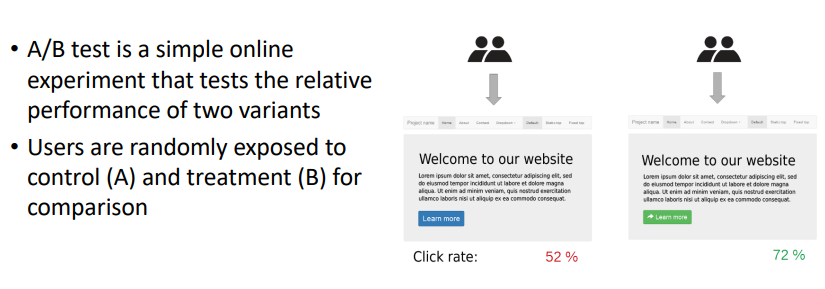 • A/B test is a simple online
experiment that tests the relative
performance of two variants
• Users are randomly exposed to
control (A) and treatment (B) for
comparison
Project name Home About Contact Dropdown Default Static top Fixed top
Welcome to our website
Lorem ipsum dolor sit amet, consectetur adipiscing elit, sed
do eiusmod tempor incididunt ut labore et dolore magna
aliqua. Ut enim ad minim veniam, quis nostrud exercitation
ullamco laboris nisi ut aliquip ex ea commodo consequat.
Learn more
Click rate: 52 %
Project name Home About Contact Dropdown Default Static top Fixed top
Welcome to our website
Lorem ipsum dolor sit amet, consectetur adipiscing elit, sed
do eiusmod tempor incididunt ut labore et dolore magna
aliqua. Ut enim ad minim veniam, quis nostrud exercitation
ullamco laboris nisi ut aliquip ex ea commodo consequat.
Learn more
72 %